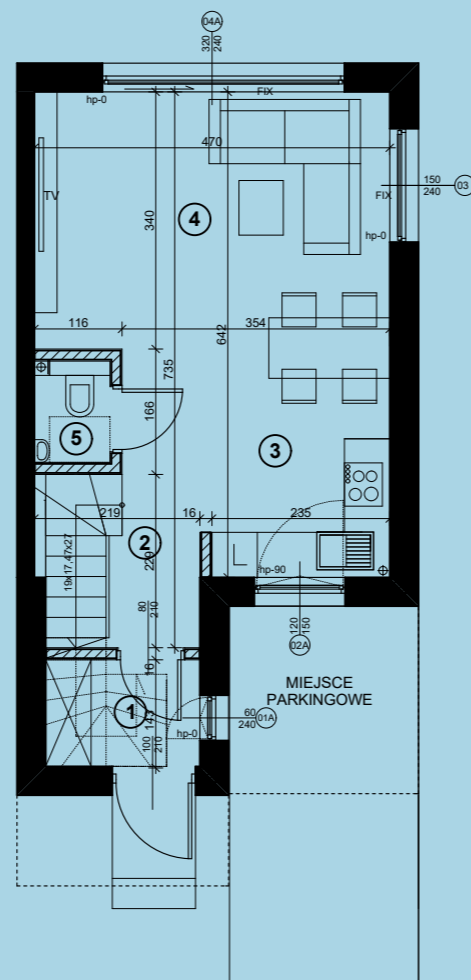 04A
320
240
hp-0
FIX
470
TV
4
340
150
240
03
FIX
hp-0
116
354
642
735
166
5
3
219
16
235
2
229
19x17,47x27
hp-90
80
210
120
150
02A
16
MIEJSCE
PARKINGOWE
1
143
60
240
01A
hp-0
100
210